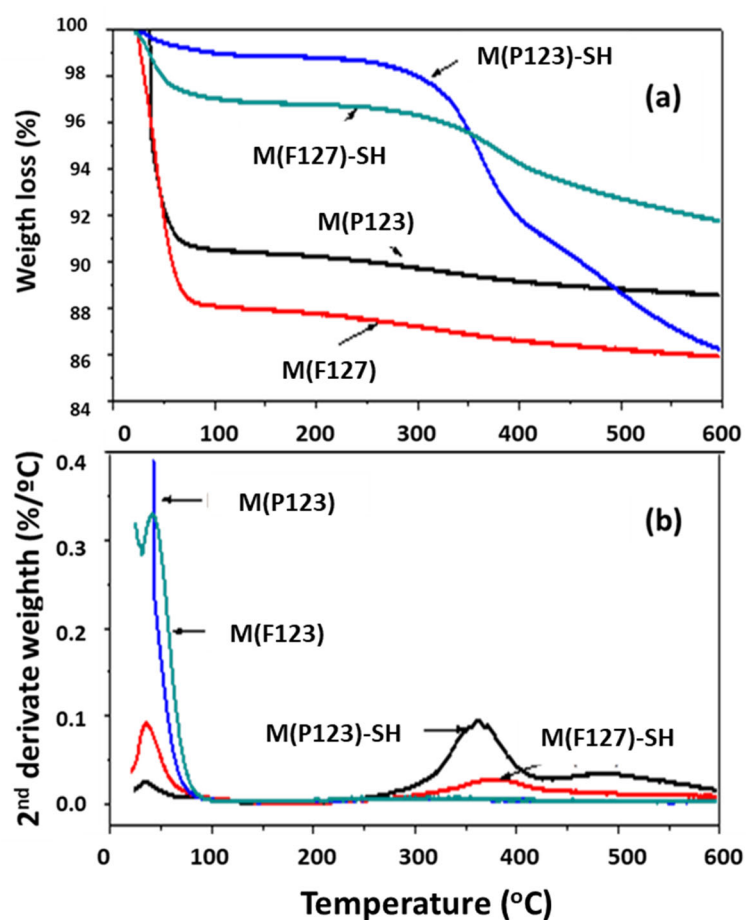 100
98
96
94
92
90
88
86
84
Weigth loss (%)
M(P123)-SH
(a)
M(F127)-SH
M(P123)
M(F127)
0 100 200 300 400 500 600
0.4
0.3
0.2
0.1
0.0
2nd derivate weighth (%/ºC)
M(P123)
(b)
M(F123)
M(P123)-SH
M(F127)-SH
0 100 200 300 400 500 600
Temperature (ºC)